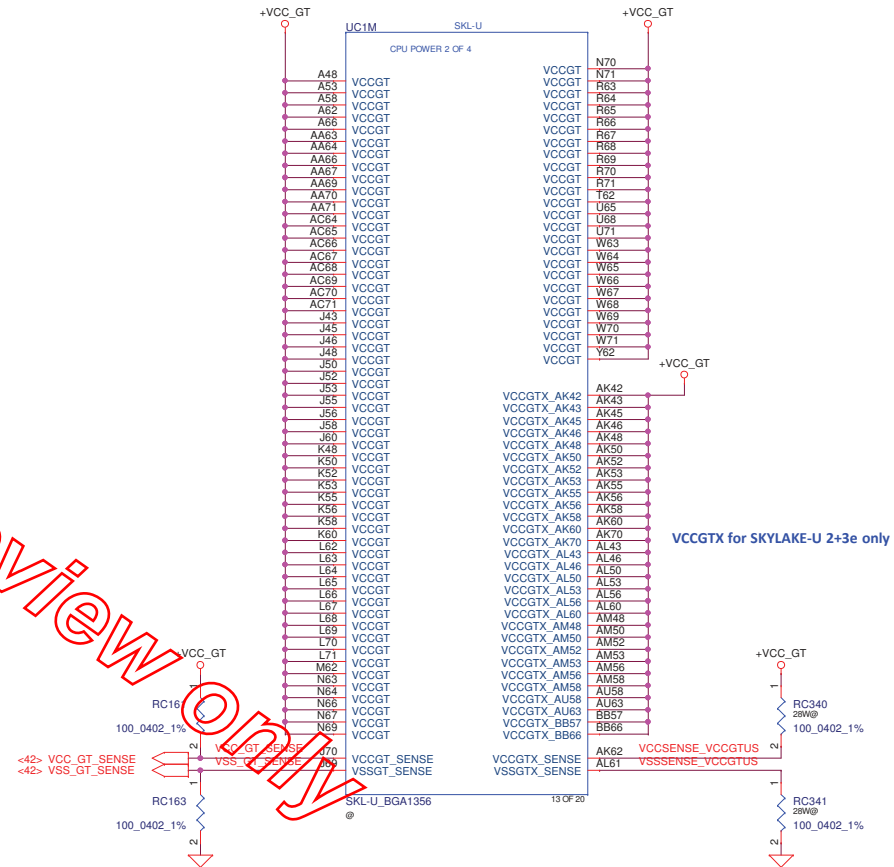 +VCC_GT
+VCC_GT
UC1M
SKL-U
CPU POWER 2 OF 4
A48 VCCGT
A53 VCCGT
A58 VCCGT
A62 VCCGT
A66 VCCGT
AA63 VCCGT
AA64 VCCGT
AA66 VCCGT
AA67 VCCGT
AA69 VCCGT
AA70 VCCGT
AA71 VCCGT
AC64 VCCGT
AC65 VCCGT
AC66 VCCGT
AC67 VCCGT
AC68 VCCGT
AC69 VCCGT
AC70 VCCGT
AC71 VCCGT
J43 VCCGT
J45 VCCGT
J46 VCCGT
J48 VCCGT
J50 VCCGT
J52 VCCGT
J53 VCCGT
J55 VCCGT
J56 VCCGT
J58 VCCGT
J60 VCCGT
K48 VCCGT
K50 VCCGT
K52 VCCGT
K53 VCCGT
K55 VCCGT
K56 VCCGT
K58 VCCGT
K60 VCCGT
L62 VCCGT
L63 VCCGT
L64 VCCGT
L65 VCCGT
L66 VCCGT
L67 VCCGT
L68 VCCGT
L69 VCCGT
L70 VCCGT
L71 VCCGT
M62 VCCGT
N63 VCCGT
N64 VCCGT
N66 VCCGT
N67 VCCGT
N69 VCCGT
J70 VCCGT_SENSE
J69 VSSGT_SENSE
VCCGT N70
VCCGT N71
VCCGT R63
VCCGT R64
VCCGT R65
VCCGT R66
VCCGT R67
VCCGT R68
VCCGT R69
VCCGT R70
VCCGT R71
VCCGT T62
VCCGT U65
VCCGT U68
VCCGT U71
VCCGT W63
VCCGT W64
VCCGT W65
VCCGT W66
VCCGT W67
VCCGT W68
VCCGT W69
VCCGT W70
VCCGT W71
VCCGT Y62
+VCC_GT
VCCGTX_AK42 AK42
VCCGTX_AK43 AK43
VCCGTX_AK45 AK45
VCCGTX_AK46 AK46
VCCGTX_AK48 AK48
VCCGTX_AK50 AK50
VCCGTX_AK52 AK52
VCCGTX_AK53 AK53
VCCGTX_AK55 AK55
VCCGTX_AK56 AK56
VCCGTX_AK58 AK58
VCCGTX_AK60 AK60
VCCGTX_AK70 AK70
VCCGTX_AL43 AL43
VCCGTX_AL46 AL46
VCCGTX_AL50 AL50
VCCGTX_AL53 AL53
VCCGTX_AL56 AL56
VCCGTX_AL60 AL60
VCCGTX_AM48 AM48
VCCGTX_AM50 AM50
VCCGTX_AM52 AM52
VCCGTX_AM53 AM53
VCCGTX_AM56 AM56
VCCGTX_AM58 AM58
VCCGTX_AU58 AU58
VCCGTX_AU63 AU63
VCCGTX_BB57 BB57
VCCGTX_BB66 BB66
VCCGTX_SENSE AK62
VSSGTX_SENSE AL61
VCCGTX for SKYLAKE-U 2+3e only
+VCC_GT
1
100_0402_1%
2
<42> VCC_GT_SENSE
VCC_GT_SENSE
<42> VSS_GT_SENSE
VSS_GT_SENSE
1
RC163
100_0402_1%
2
+VCC_GT
1
RC340
28W@
100_0402_1%
2
VCCSENSE_VCCGTUS
VSSSENSE_VCCGTUS
1
RC341
28W@
100_0402_1%
2
SKL-U_BGA1356
@
13 OF 20
only